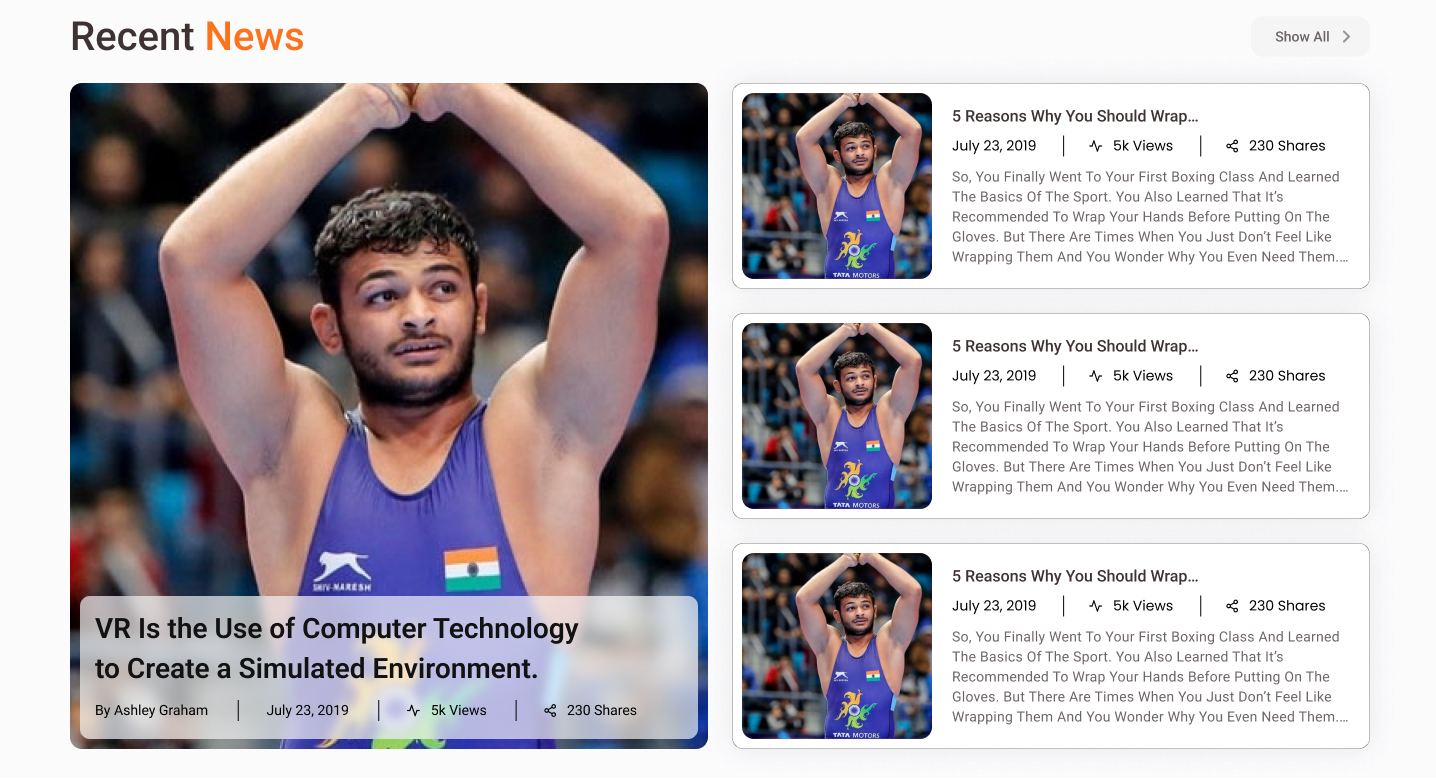 Recent News
Show All
SHIV-NARESH
VR Is the Use of Computer Technology
to Create a Simulated Environment.
By Ashley Graham
July 23, 2019
5k Views
230 Shares
5 Reasons Why You Should Wrap...
July 23, 2019
5k Views
230 Shares
So, You Finally Went To Your First Boxing Class And Learned
The Basics Of The Sport. You Also Learned That It’s
Recommended To Wrap Your Hands Before Putting On The
Gloves. But There Are Times When You Just Don’t Feel Like
Wrapping Them And You Wonder Why You Even Need Them....
TATA MOTORS
5 Reasons Why You Should Wrap...
July 23, 2019
5k Views
230 Shares
So, You Finally Went To Your First Boxing Class And Learned
The Basics Of The Sport. You Also Learned That It’s
Recommended To Wrap Your Hands Before Putting On The
Gloves. But There Are Times When You Just Don’t Feel Like
Wrapping Them And You Wonder Why You Even Need Them....
TATA MOTORS
5 Reasons Why You Should Wrap...
July 23, 2019
5k Views
230 Shares
So, You Finally Went To Your First Boxing Class And Learned
The Basics Of The Sport. You Also Learned That It’s
Recommended To Wrap Your Hands Before Putting On The
Gloves. But There Are Times When You Just Don’t Feel Like
Wrapping Them And You Wonder Why You Even Need Them....
TATA MOTORS